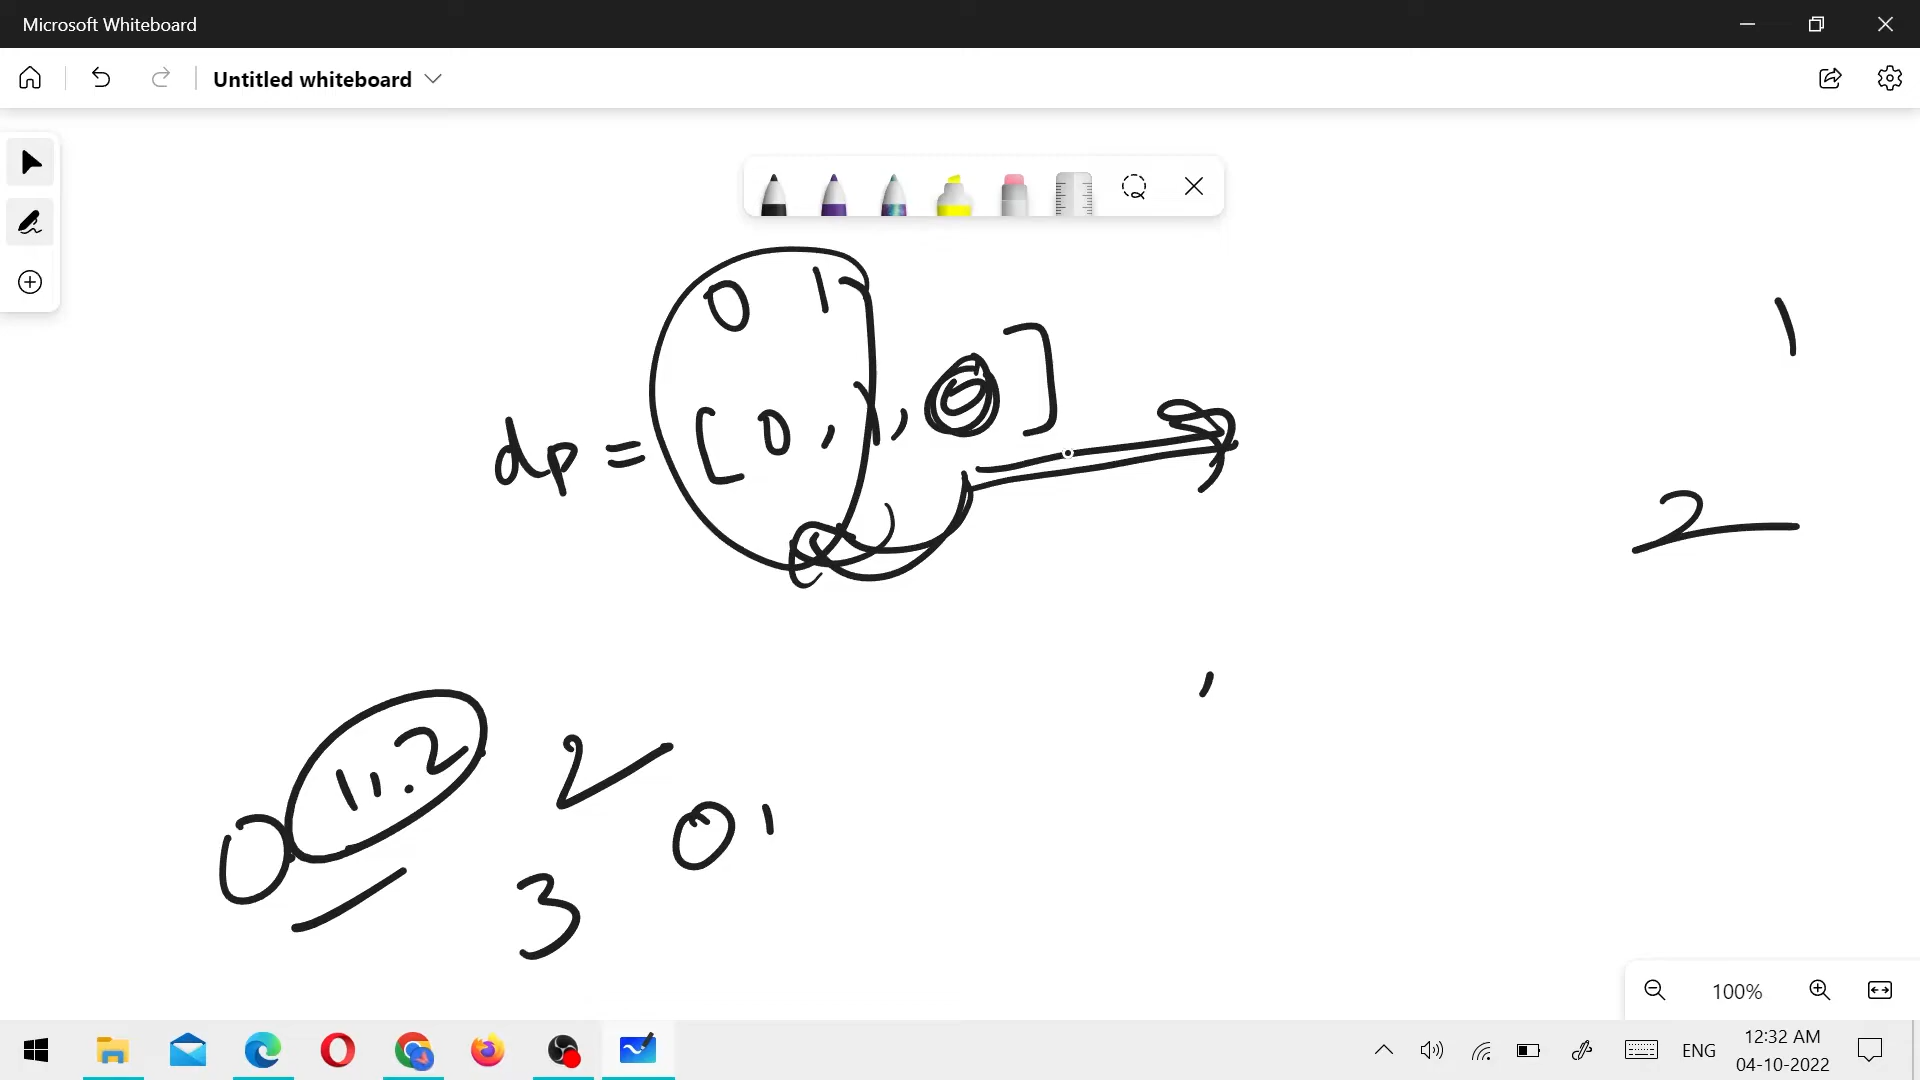 Microsoft Whiteboard
Untitled whiteboard
0 1
1
dp = [0, 1, 0]
2
11.2
2
0
0 1
3
100%
ENG
12:32 AM
04-10-2022